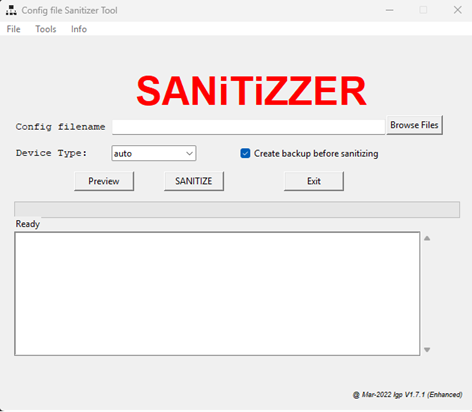 Config file Sanitizer Tool
File Tools Info
SANiTiZZER
Config filename Browse Files
Device Type: auto Create backup before sanitizing
Preview SANITIZE Exit
Ready
@ Mar-2022 lgp V1.7.1 (Enhanced)